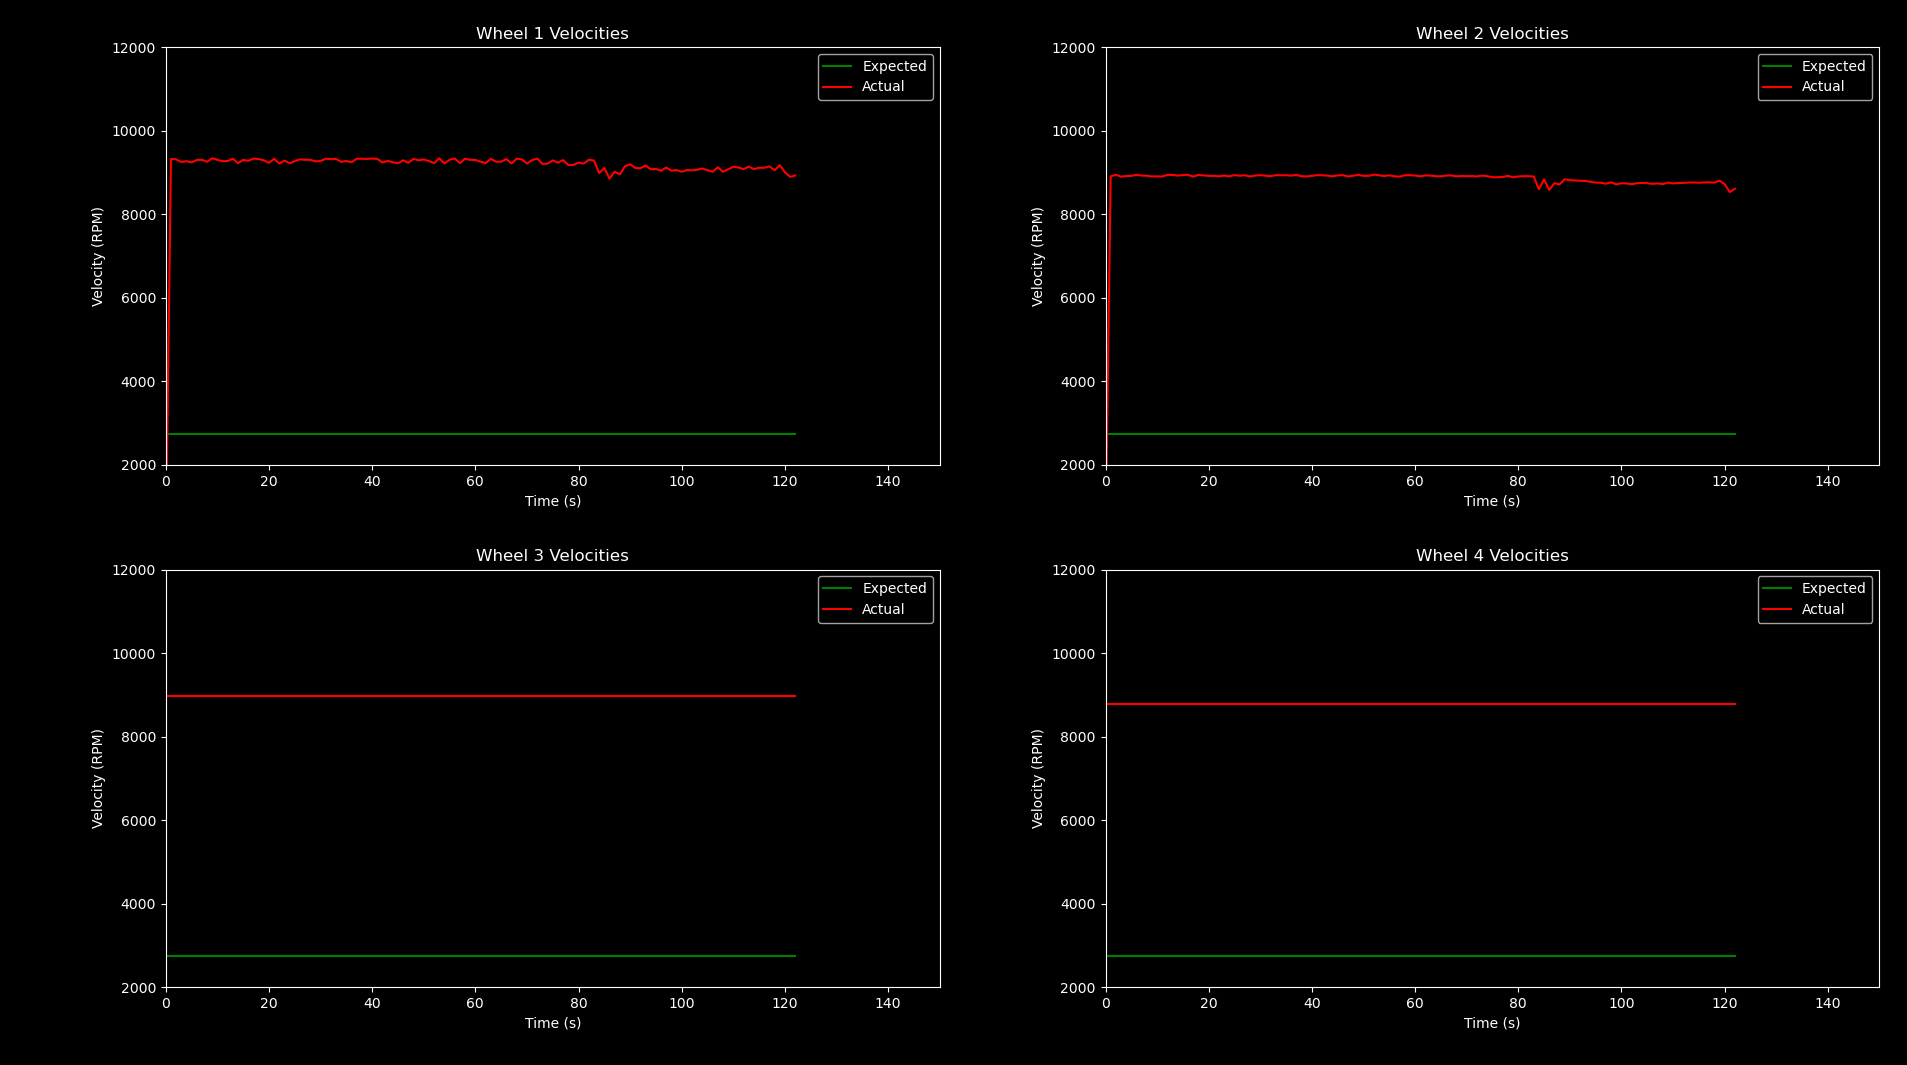 Wheel 1 Velocities
12000
10000
8000
6000
4000
2000
Velocity (RPM)
Expected
Actual
0 20 40 60 80 100 120 140
Time (s)
Wheel 2 Velocities
12000
10000
8000
6000
4000
2000
Velocity (RPM)
Expected
Actual
0 20 40 60 80 100 120 140
Time (s)
Wheel 3 Velocities
12000
10000
8000
6000
4000
2000
Velocity (RPM)
Expected
Actual
0 20 40 60 80 100 120 140
Time (s)
Wheel 4 Velocities
12000
10000
8000
6000
4000
2000
Velocity (RPM)
Expected
Actual
0 20 40 60 80 100 120 140
Time (s)